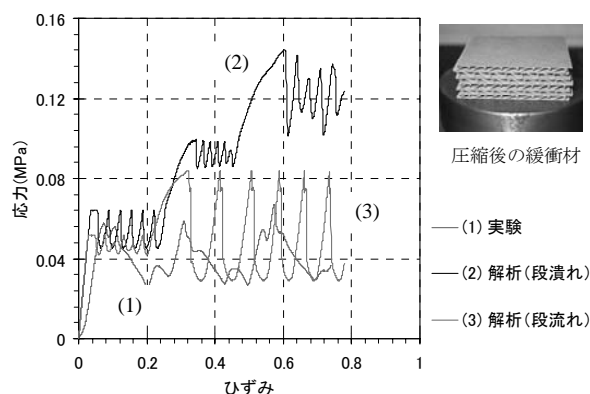 応力(MPa)
0.16
0.12
0.08
0.04
0
0
0.2
0.4
0.6
0.8
1
ひずみ
(1)
(2)
(3)
圧縮後の緩衝材
(1) 実験
(2) 解析(段潰れ)
(3) 解析(段流れ)